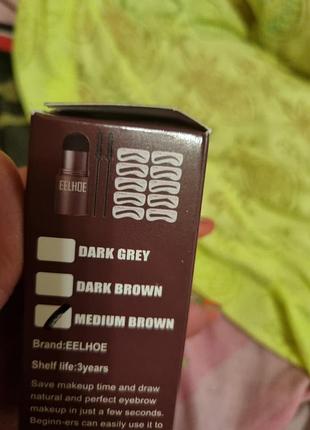 EELHOE
DARK GREY
DARK BROWN
MEDIUM BROWN
Brand:EELHOE
Shelf life:3years
Save makeup time and draw
natural and perfect eyebrow
makeup in just a few seconds.
Beginn-ers can easily use it to